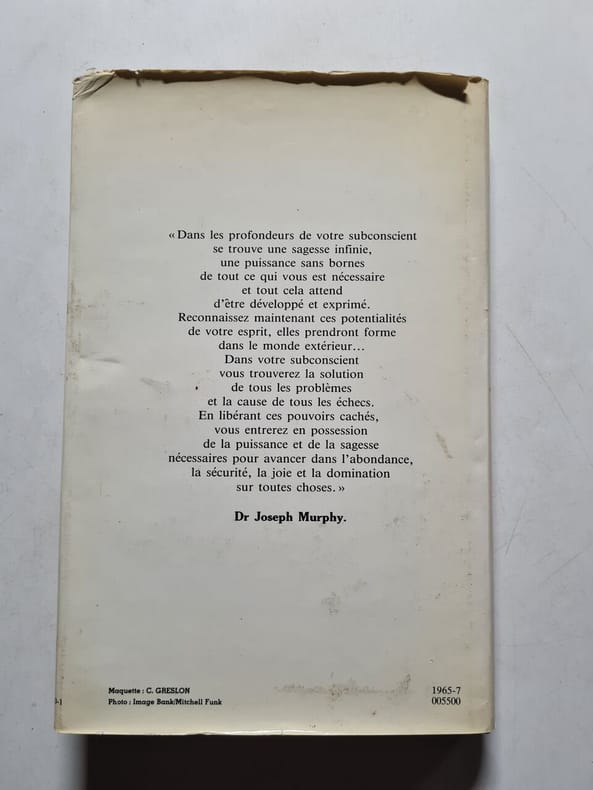 « Dans les profondeurs de votre subconscient
se trouve une sagesse infinie,
une puissance sans bornes
de tout ce qui vous est nécessaire
et tout cela attend
d'être développé et exprimé.
Reconnaissez maintenant ces potentialités
de votre esprit, elles prendront forme
dans le monde extérieur...
Dans votre subconscient
vous trouverez la solution
de tous les problèmes
et la cause de tous les échecs.
En libérant ces pouvoirs cachés,
vous entrerez en possession
de la puissance et de la sagesse
nécessaires pour avancer dans l'abondance,
la sécurité, la joie et la domination
sur toutes choses. »
Dr Joseph Murphy.
Maquette : C. GRESLON
Photo : Image Bank/Mitchell Funk
1965-7
005500